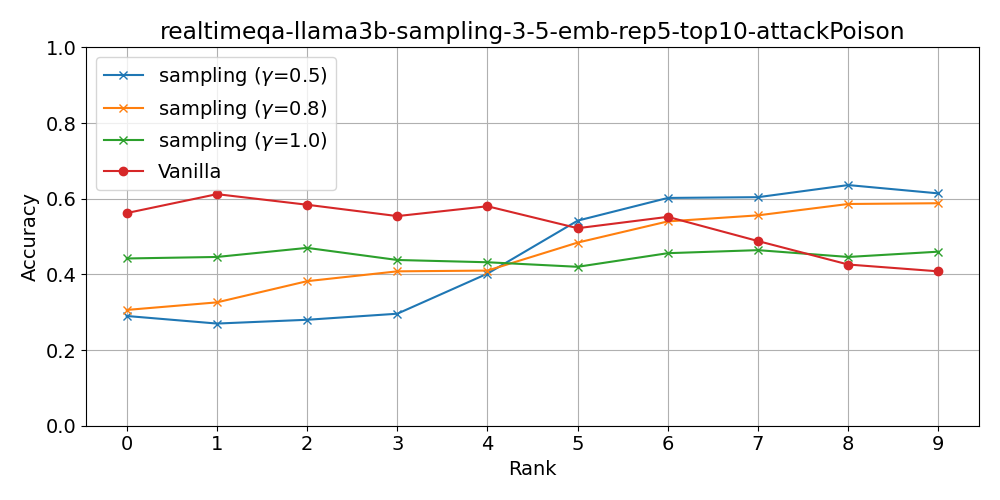 realtimeqa-llama3b-sampling-3-5-emb-rep5-top10-attackPoison
1.0
0.8
0.6
0.4
0.2
0.0
Accuracy
sampling (γ=0.5)
sampling (γ=0.8)
sampling (γ=1.0)
Vanilla
0 1 2 3 4 5 6 7 8 9
Rank